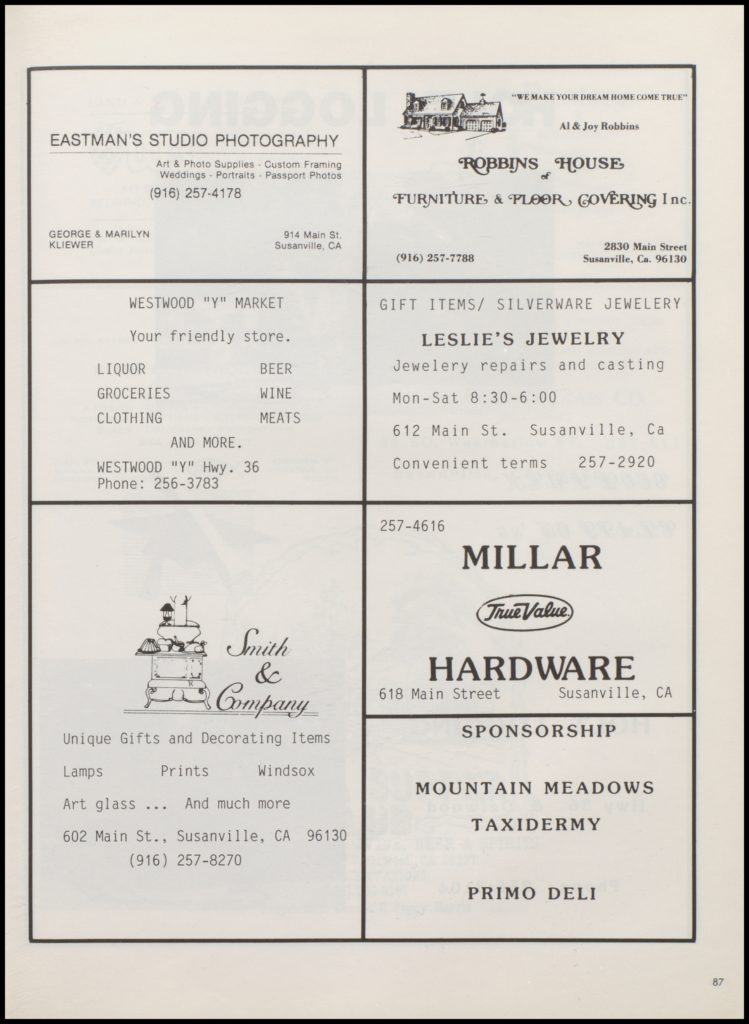 EASTMAN'S STUDIO PHOTOGRAPHY
Art & Photo Supplies - Custom Framing
Weddings - Portraits - Passport Photos
(916) 257-4178
GEORGE & MARILYN
KLIEWER
914 Main St.
Susanville, CA
"WE MAKE YOUR DREAM HOME COME TRUE"
Al & Joy Robbins
ROBBINS HOUSE
of
FURNITURE & FLOOR COVERING Inc.
(916) 257-7788
2830 Main Street
Susanville, Ca. 96130
WESTWOOD "Y" MARKET
Your friendly store.
LIQUOR BEER
GROCERIES WINE
CLOTHING MEATS
AND MORE.
WESTWOOD "Y" Hwy. 36
Phone: 256-3783
GIFT ITEMS/ SILVERWARE JEWELERY
LESLIE'S JEWELRY
Jewelery repairs and casting
Mon-Sat 8:30-6:00
612 Main St. Susanville, Ca
Convenient terms 257-2920
Smith
&
Company
Unique Gifts and Decorating Items
Lamps Prints Windsox
Art glass ... And much more
602 Main St., Susanville, CA 96130
(916) 257-8270
257-4616
MILLAR
True Value
HARDWARE
618 Main Street Susanville, CA
SPONSORSHIP
MOUNTAIN MEADOWS
TAXIDERMY
PRIMO DELI
87